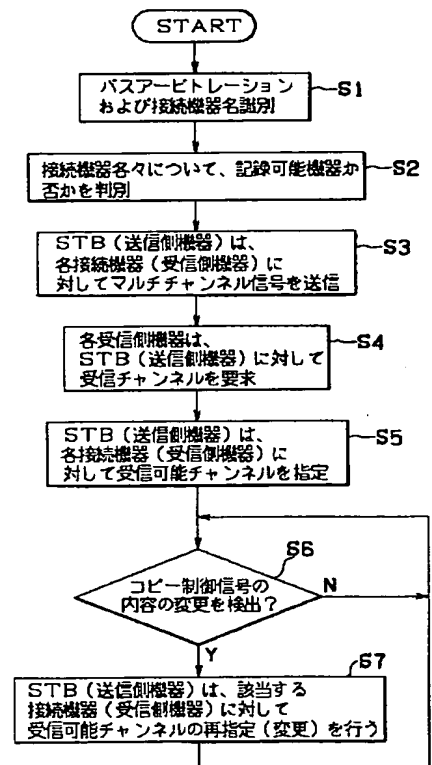 START
バスアービトレーション
および接続機器名識別
S1
接続機器各々について、記録可能機器か
否かを判別
S2
STB(送信側機器)は、
各接続機器(受信側機器)に
対してマルチチャンネル信号を送信
S3
各受信側機器は、
STB(送信側機器)に対して
受信チャンネルを要求
S4
STB(送信側機器)は、
各接続機器(受信側機器)に
対して受信可能チャンネルを指定
S5
S6
コピー制御信号の
内容の変更を検出?
N
Y
S7
STB(送信側機器)は、該当する
接続機器(受信側機器)に対して
受信可能チャンネルの再指定(変更)を行う